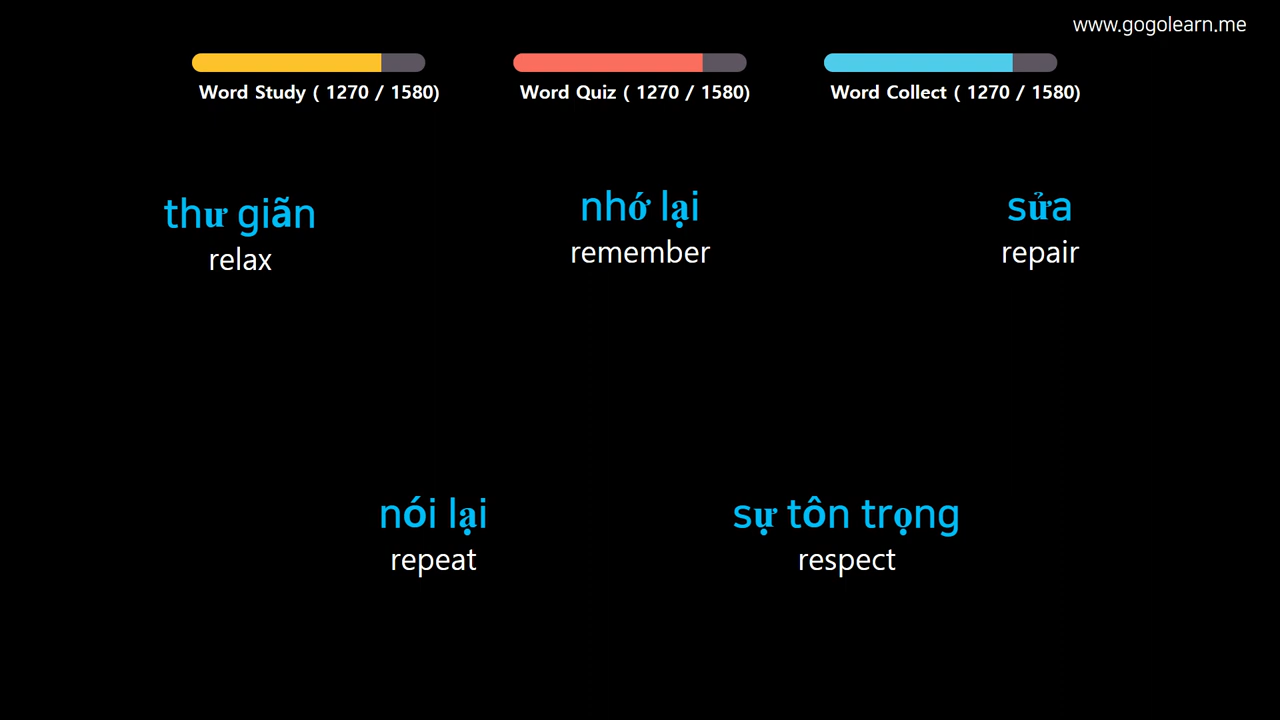 www.gogolearn.me
Word Study ( 1270 / 1580)
Word Quiz ( 1270 / 1580)
Word Collect ( 1270 / 1580)
thư giãn
relax
nhớ lại
remember
sửa
repair
nói lại
repeat
sự tôn trọng
respect